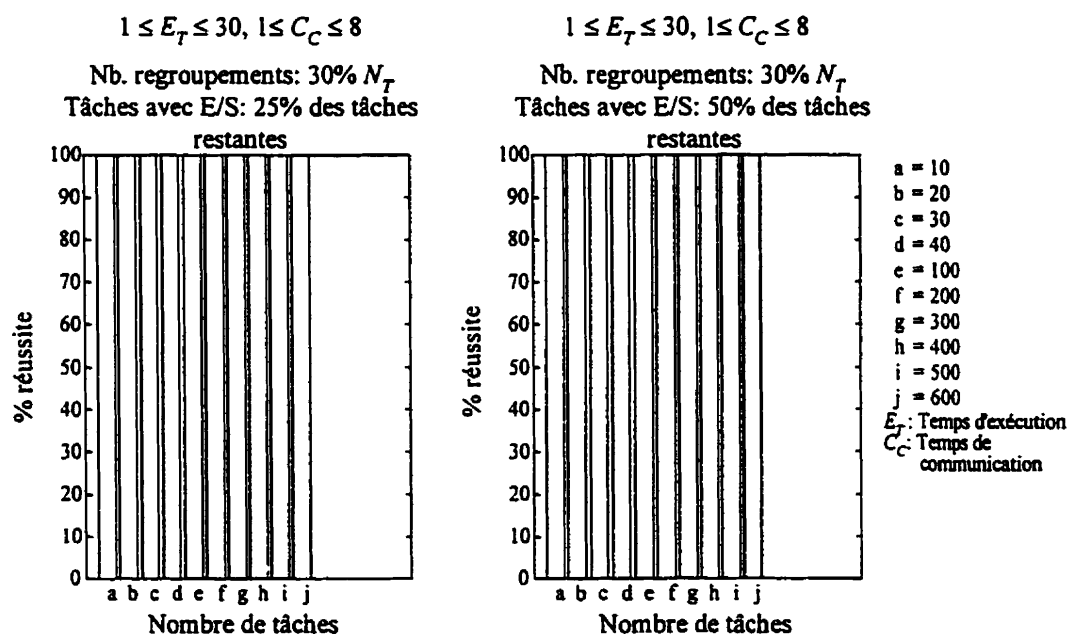 1 ≤ E_T ≤ 30, 1≤ C_C ≤ 8
Nb. regroupements: 30% N_T
Tâches avec E/S: 25% des tâches
restantes
100
90
80
70
60
50
40
30
20
10
0
% réussite
a b c d e f g h i j
Nombre de tâches
1 ≤ E_T ≤ 30, 1≤ C_C ≤ 8
Nb. regroupements: 30% N_T
Tâches avec E/S: 50% des tâches
restantes
100
90
80
70
60
50
40
30
20
10
0
% réussite
a b c d e f g h i j
Nombre de tâches
a = 10
b = 20
c = 30
d = 40
e = 100
f = 200
g = 300
h = 400
i = 500
j = 600
E_T: Temps d'exécution
C_C: Temps de
communication